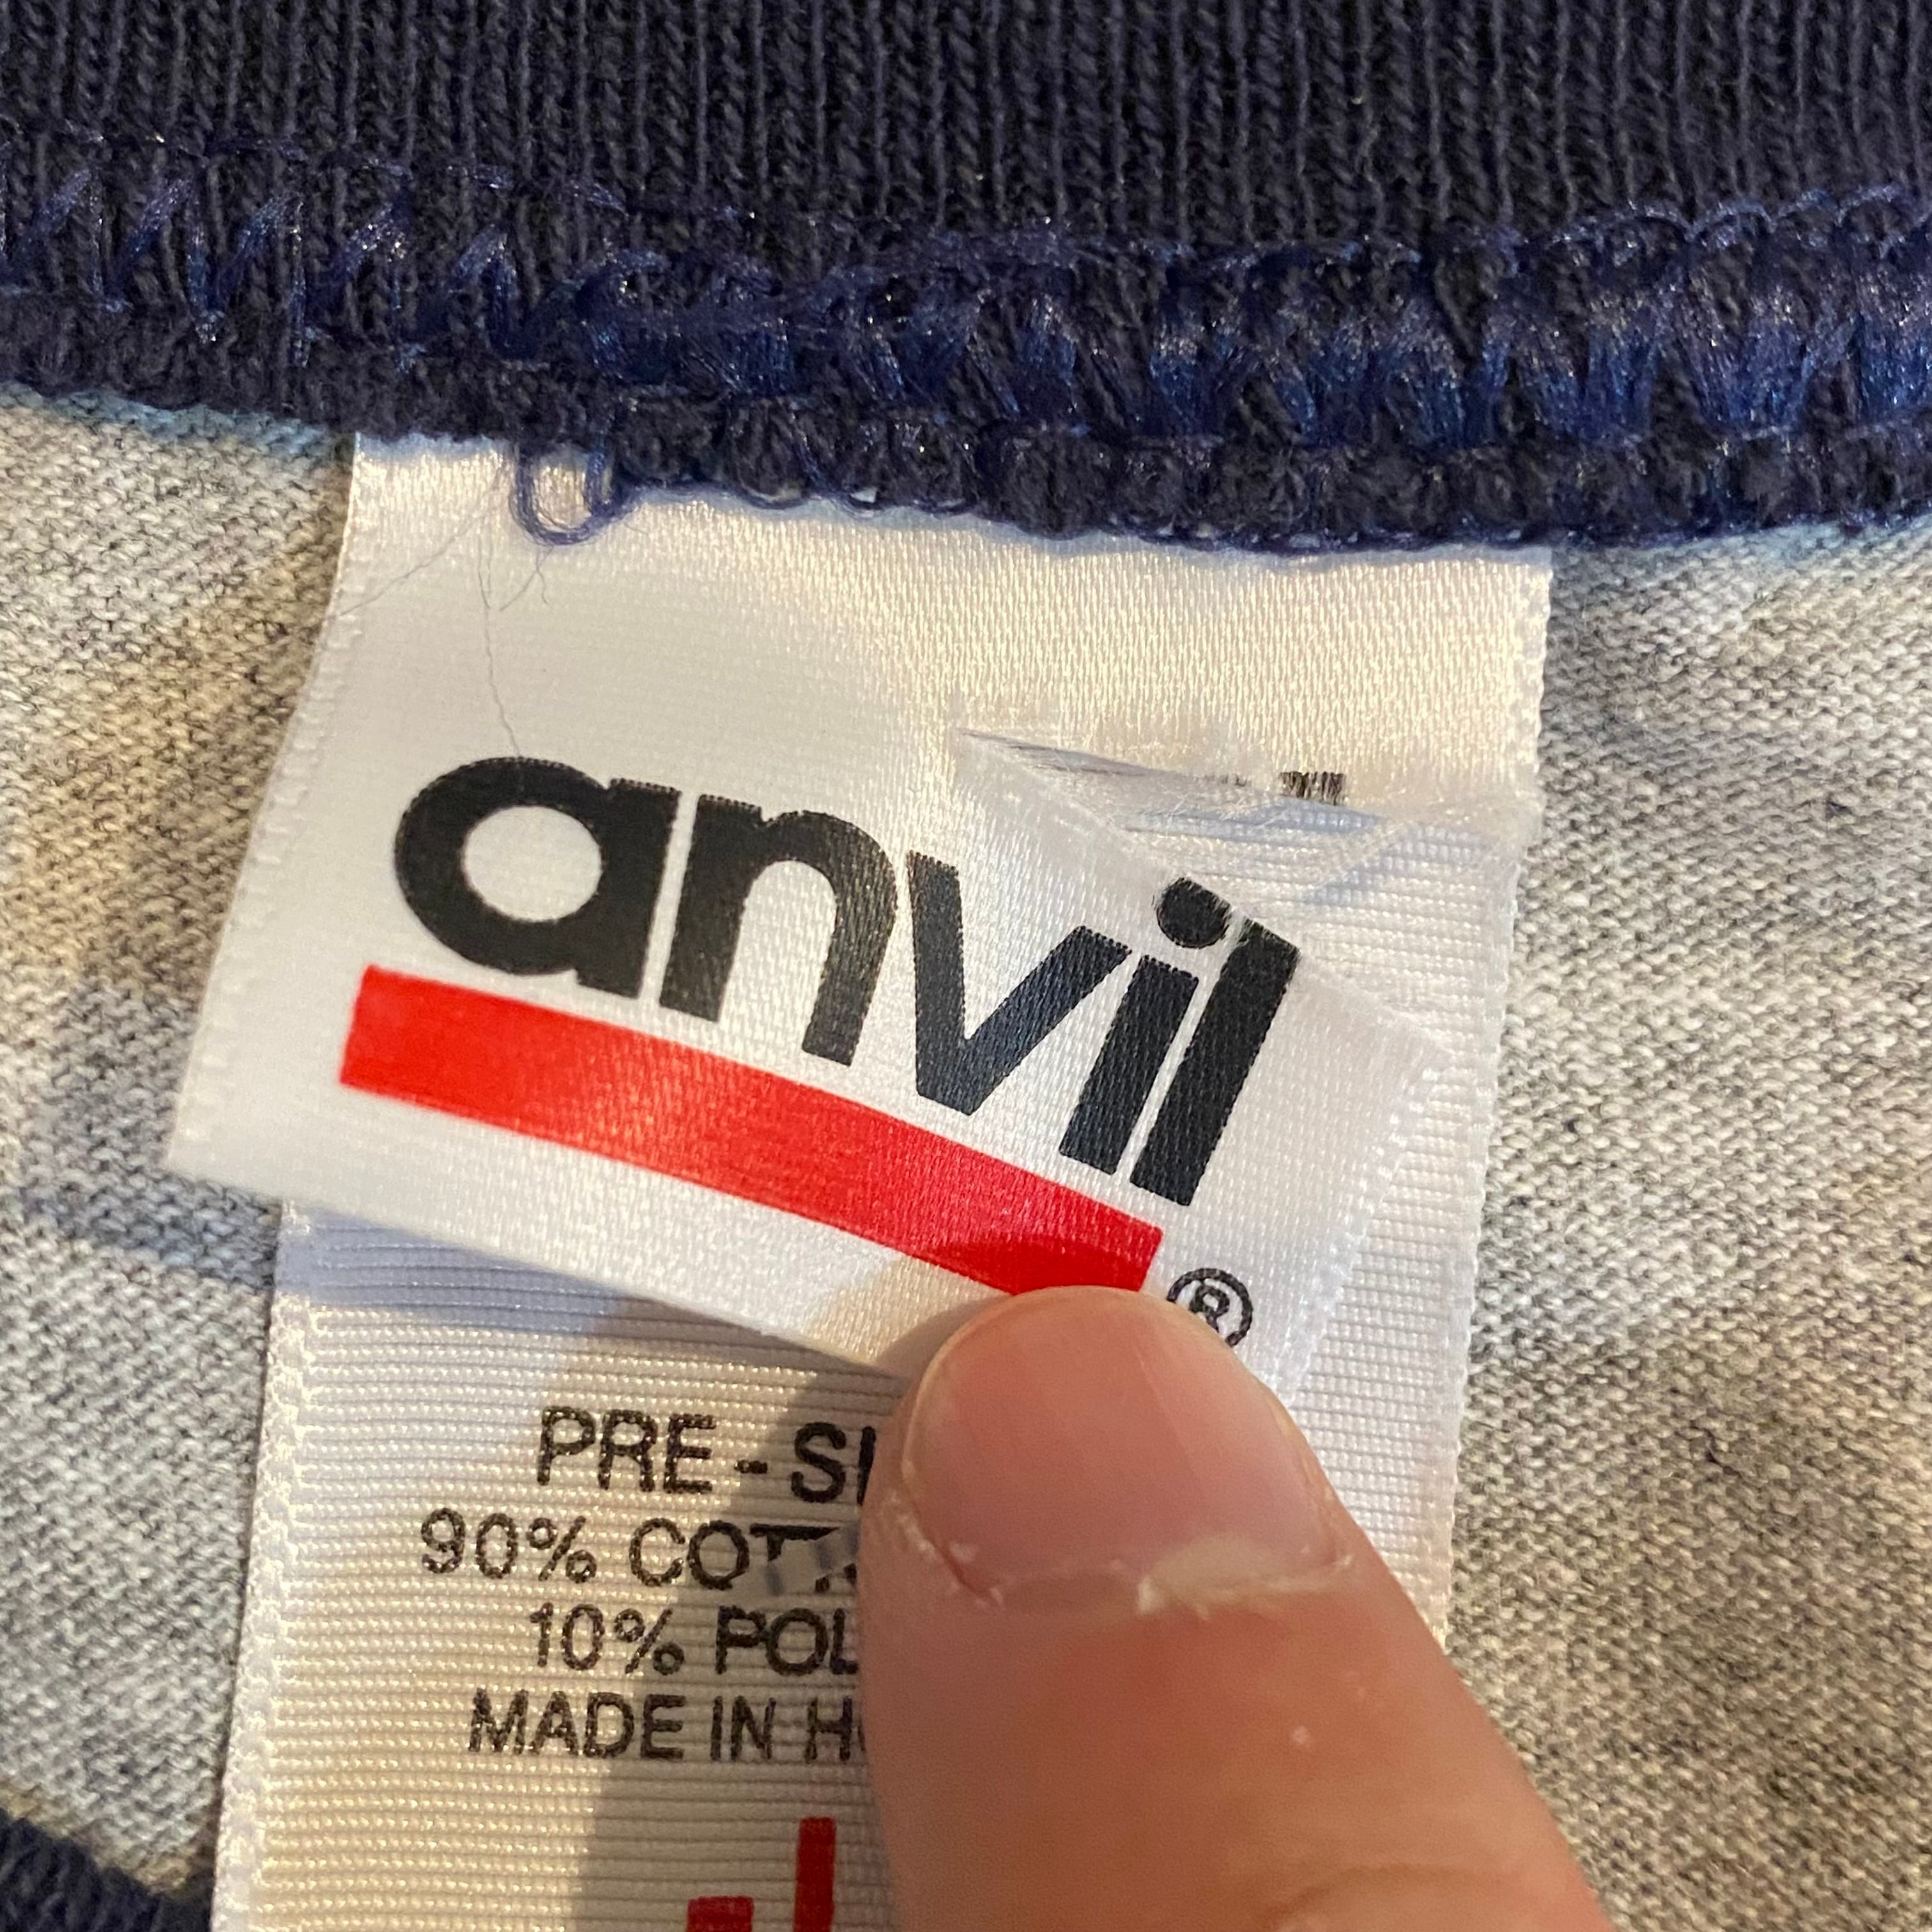 anvil
®
PRE-S
90% COT
10% POL
MADE IN H